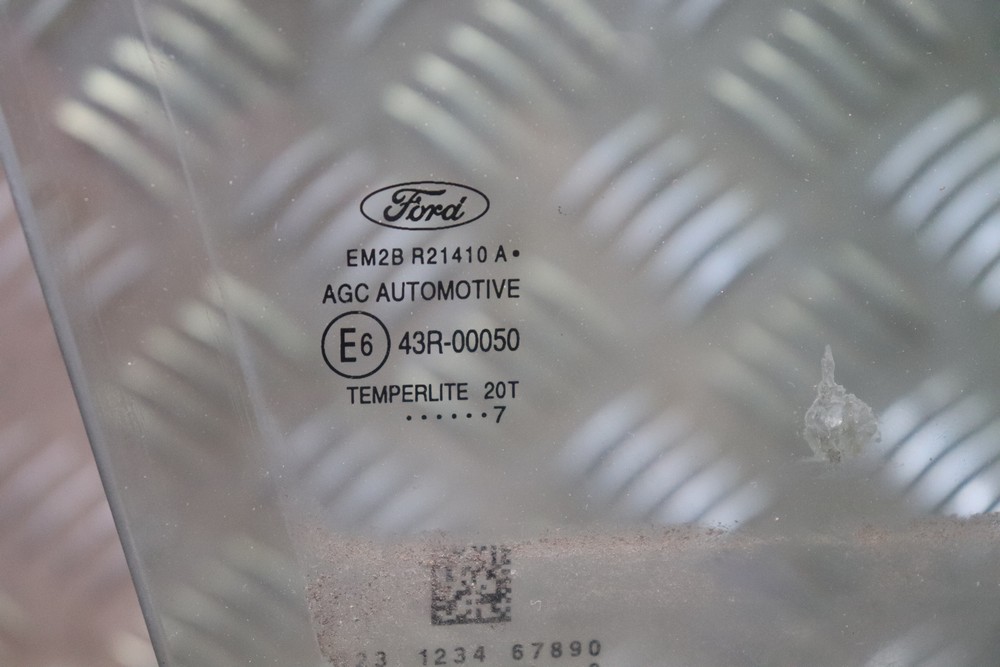 Ford
EM2B R21410 A•
AGC AUTOMOTIVE
E6 43R-00050
TEMPERLITE 20T
······7
23 1234 67890